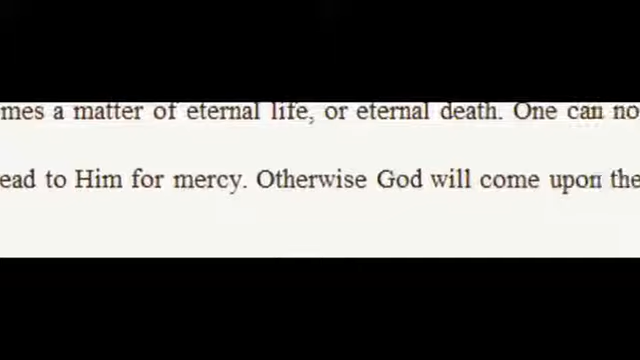 mes a matter of eternal life, or eternal death. One can no
ead to Him for mercy. Otherwise God will come upon the